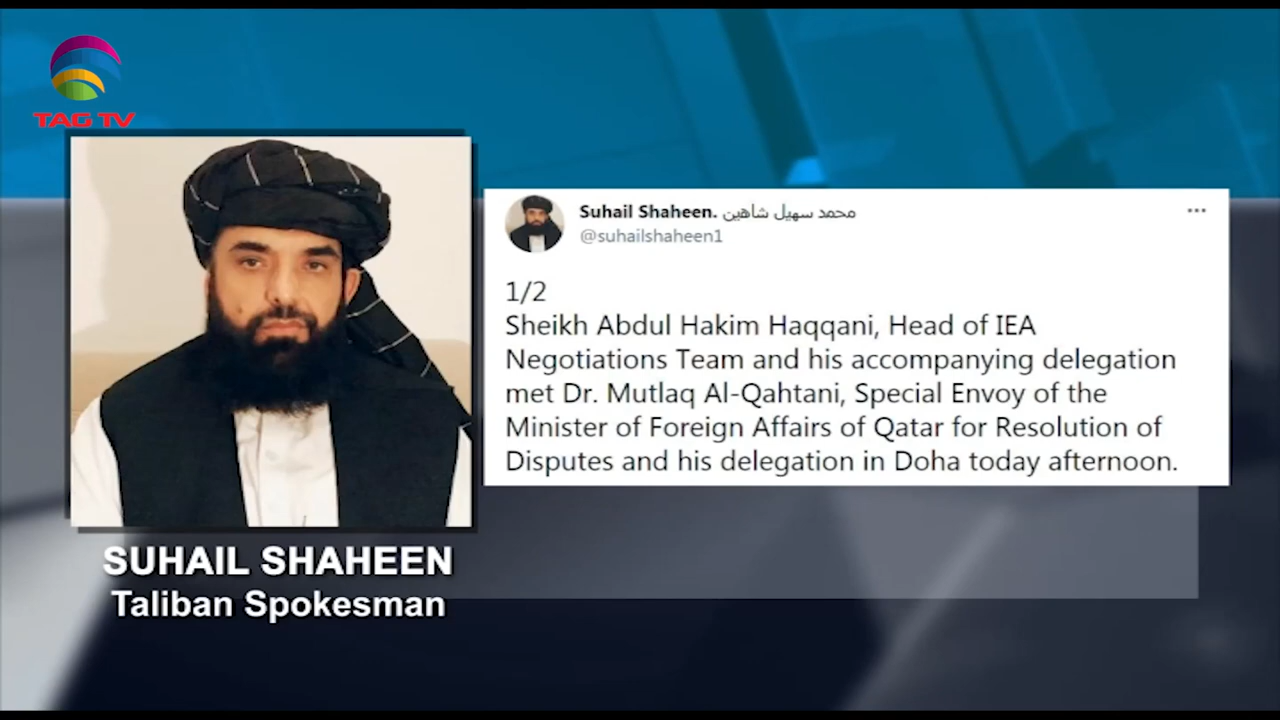 TAG TV
Suhail Shaheen. محمد سهيل شاهين
@suhailshaheen1
1/2
Sheikh Abdul Hakim Haqqani, Head of IEA
Negotiations Team and his accompanying delegation
met Dr. Mutlaq Al-Qahtani, Special Envoy of the
Minister of Foreign Affairs of Qatar for Resolution of
Disputes and his delegation in Doha today afternoon.
SUHAIL SHAHEEN
Taliban Spokesman